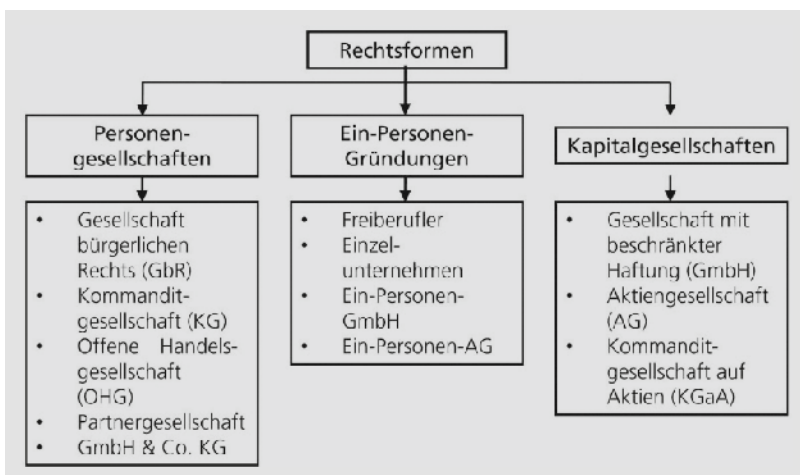 Rechtsformen
Personen-
gesellschaften
• Gesellschaft
bürgerlichen
Rechts (GbR)
• Kommandit-
gesellschaft (KG)
• Offene Handels-
gesellschaft
(OHG)
• Partnergesellschaft
• GmbH & Co. KG
Ein-Personen-
Gründungen
• Freiberufler
• Einzel-
unternehmen
• Ein-Personen-
GmbH
• Ein-Personen-AG
Kapitalgesellschaften
• Gesellschaft mit
beschränkter
Haftung (GmbH)
• Aktiengesellschaft
(AG)
• Kommandit-
gesellschaft auf
Aktien (KGaA)